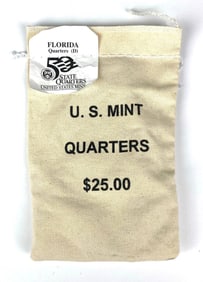 FLORIDA
Quarters (D)
50
STATE
QUARTERS
UNITED STATES MINT
U. S. MINT
QUARTERS
$25.00